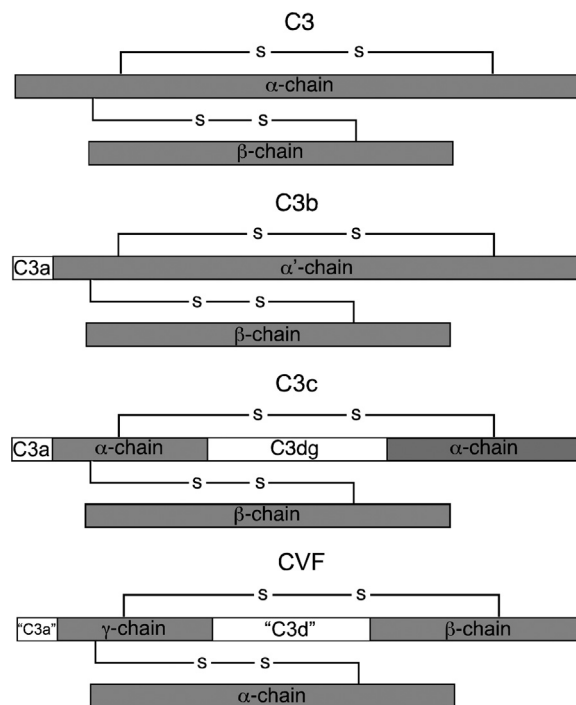 C3
S S
α-chain
S S
β-chain
C3b
S S
C3a α'-chain
S S
β-chain
C3c
S S
C3a α-chain C3dg α-chain
S S
β-chain
CVF
S S
“C3a” γ-chain “C3d” β-chain
S S
α-chain